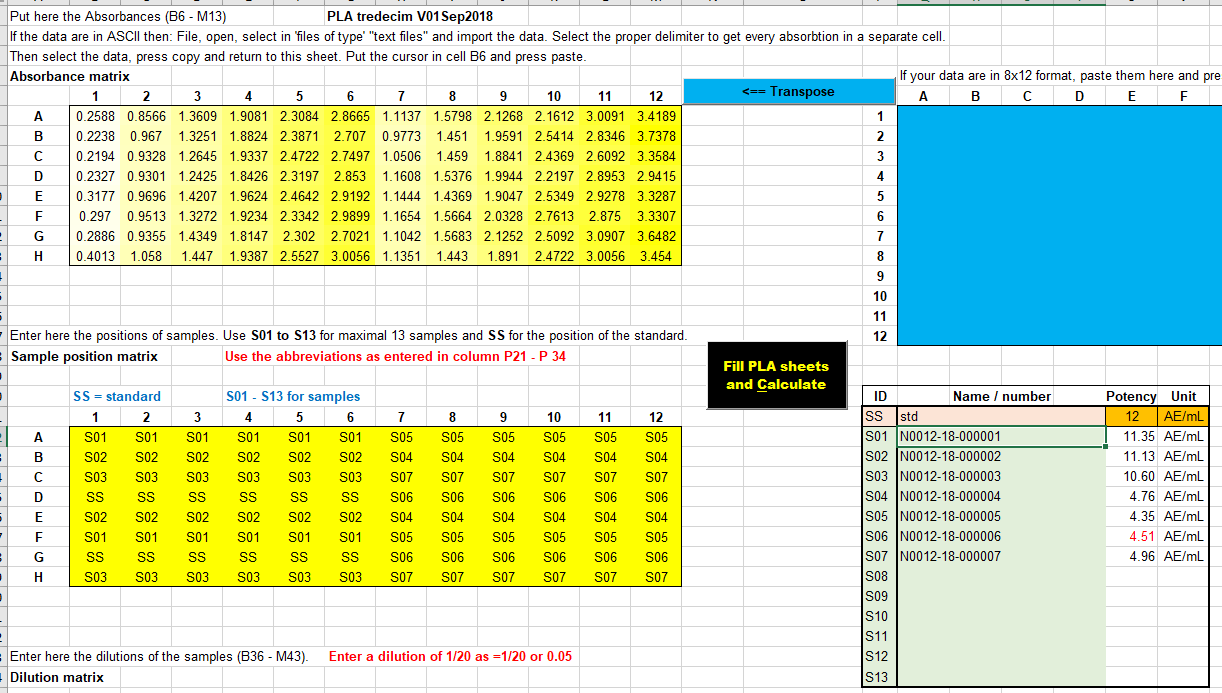 Put here the Absorbances (B6 - M13) PLA tredecim V01Sep2018
If the data are in ASCII then: File, open, select in 'files of type' "text files" and import the data. Select the proper delimiter to get every absorbtion in a separate cell.
Then select the data, press copy and return to this sheet. Put the cursor in cell B6 and press paste.
Absorbance matrix If your data are in 8x12 format, paste them here and pre
1 2 3 4 5 6 7 8 9 10 11 12 <== Transpose A B C D E F
A 0.2588 0.8566 1.3609 1.9081 2.3084 2.8665 1.1137 1.5798 2.1268 2.1612 3.0091 3.4189 1
B 0.2238 0.967 1.3251 1.8824 2.3871 2.707 0.9773 1.451 1.9591 2.5414 2.8346 3.7378 2
C 0.2194 0.9328 1.2645 1.9337 2.4722 2.7497 1.0506 1.459 1.8841 2.4369 2.6092 3.3584 3
D 0.2327 0.9301 1.2425 1.8426 2.3197 2.853 1.1608 1.5376 1.9944 2.2197 2.8953 2.9415 4
E 0.3177 0.9696 1.4207 1.9624 2.4642 2.9192 1.1444 1.4369 1.9047 2.5349 2.9278 3.3287 5
F 0.297 0.9513 1.3272 1.9234 2.3342 2.9899 1.1654 1.5664 2.0328 2.7613 2.875 3.3307 6
G 0.2886 0.9355 1.4349 1.8147 2.302 2.7021 1.1042 1.5683 2.1252 2.5092 3.0907 3.6482 7
H 0.4013 1.058 1.447 1.9387 2.5527 3.0056 1.1351 1.443 1.891 2.4722 3.0056 3.454 8
9
10
11
Enter here the positions of samples. Use S01 to S13 for maximal 13 samples and SS for the position of the standard. 12
Sample position matrix Use the abbreviations as entered in column P21 - P 34
Fill PLA sheets
and Calculate
SS = standard S01 - S13 for samples ID Name / number Potency Unit
1 2 3 4 5 6 7 8 9 10 11 12 SS std 12 AE/mL
A S01 S01 S01 S01 S01 S01 S05 S05 S05 S05 S05 S05 S01 N0012-18-000001 11.35 AE/mL
B S02 S02 S02 S02 S02 S02 S04 S04 S04 S04 S04 S04 S02 N0012-18-000002 11.13 AE/mL
C S03 S03 S03 S03 S03 S03 S07 S07 S07 S07 S07 S07 S03 N0012-18-000003 10.60 AE/mL
D SS SS SS SS SS SS S06 S06 S06 S06 S06 S06 S04 N0012-18-000004 4.76 AE/mL
E S02 S02 S02 S02 S02 S02 S04 S04 S04 S04 S04 S04 S05 N0012-18-000005 4.35 AE/mL
F S01 S01 S01 S01 S01 S01 S05 S05 S05 S05 S05 S05 S06 N0012-18-000006 4.51 AE/mL
G SS SS SS SS SS SS S06 S06 S06 S06 S06 S06 S07 N0012-18-000007 4.96 AE/mL
H S03 S03 S03 S03 S03 S03 S07 S07 S07 S07 S07 S07 S08
S09
S10
S11
Enter here the dilutions of the samples (B36 - M43). Enter a dilution of 1/20 as =1/20 or 0.05 S12
Dilution matrix S13